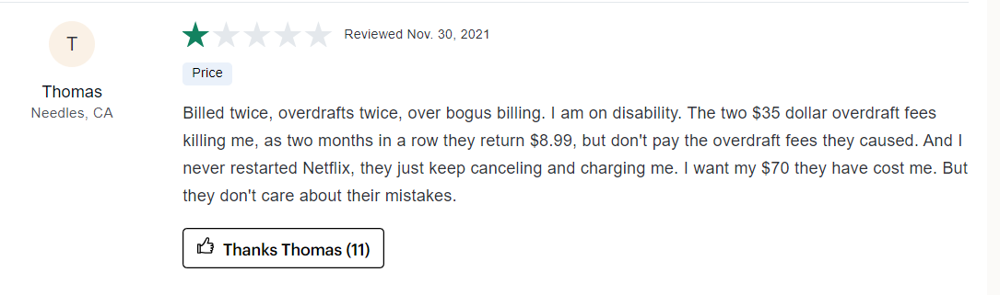 T
Reviewed Nov. 30, 2021
Price
Thomas
Needles, CA
Billed twice, overdrafts twice, over bogus billing. I am on disability. The two $35 dollar overdraft fees
killing me, as two months in a row they return $8.99, but don't pay the overdraft fees they caused. And I
never restarted Netflix, they just keep canceling and charging me. I want my $70 they have cost me. But
they don't care about their mistakes.
Thanks Thomas (11)